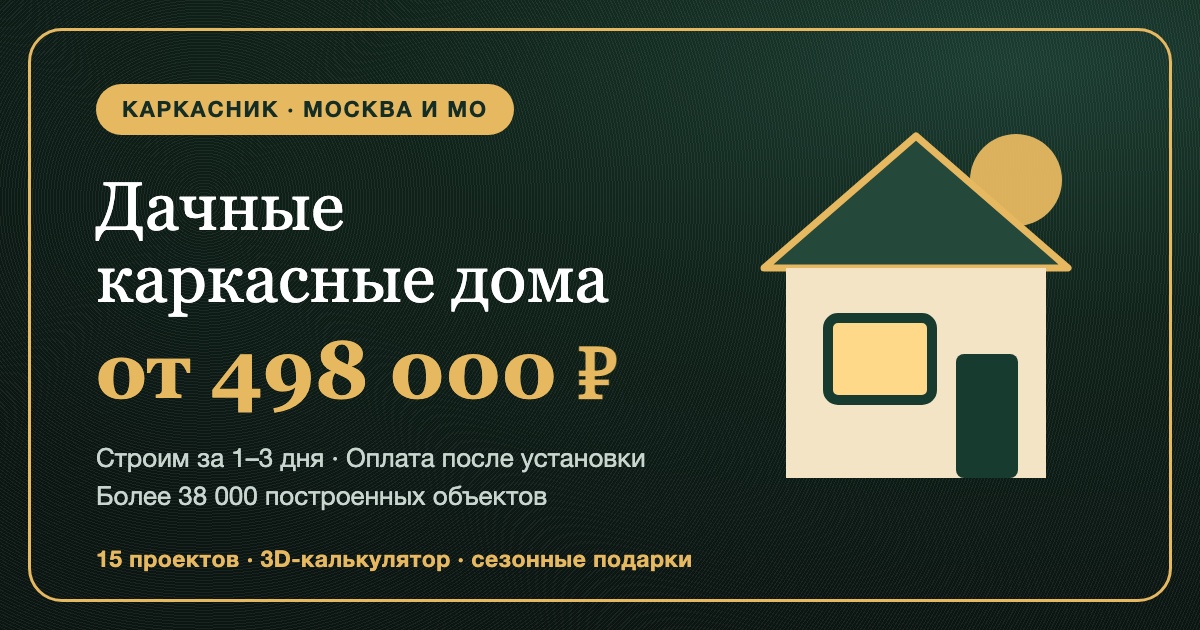 КАРКАСНИК · МОСКВА И МО
Дачные
каркасные дома
от 498 000 ₽
Строим за 1–3 дня · Оплата после установки
Более 38 000 построенных объектов
15 проектов · 3D-калькулятор · сезонные подарки